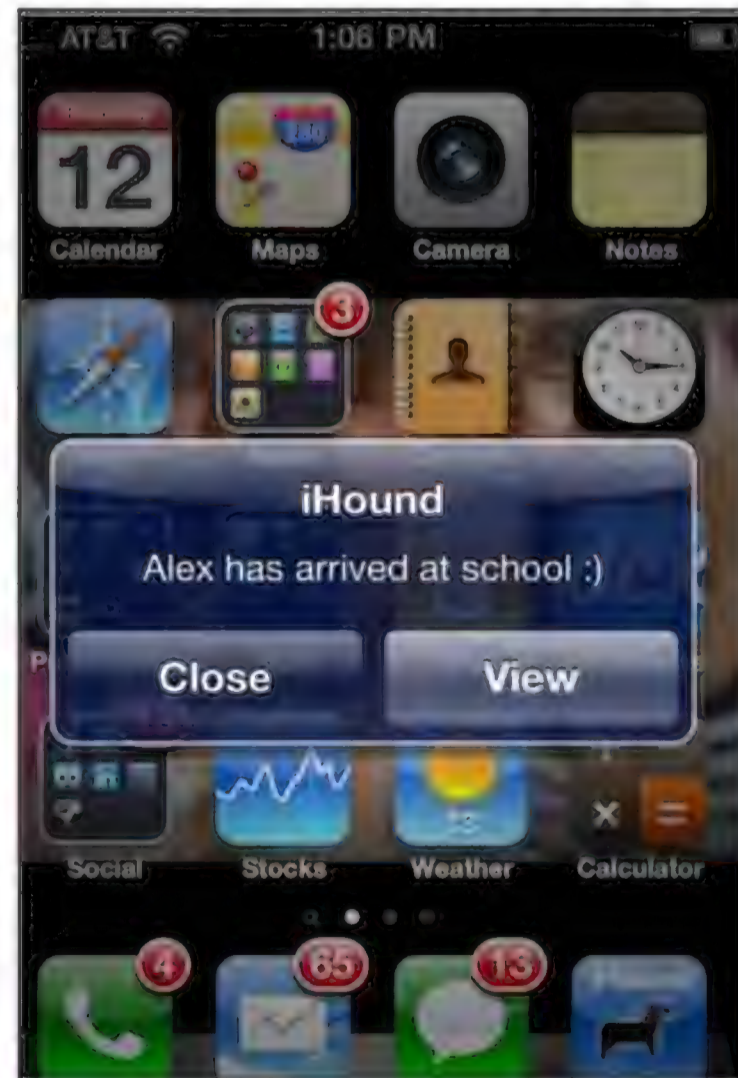 AT&T 1:06 PM
12
Calendar Maps Camera Notes
3
iHound
Alex has arrived at school :)
Close View
Social Stocks Weather Calculator
4 65 13